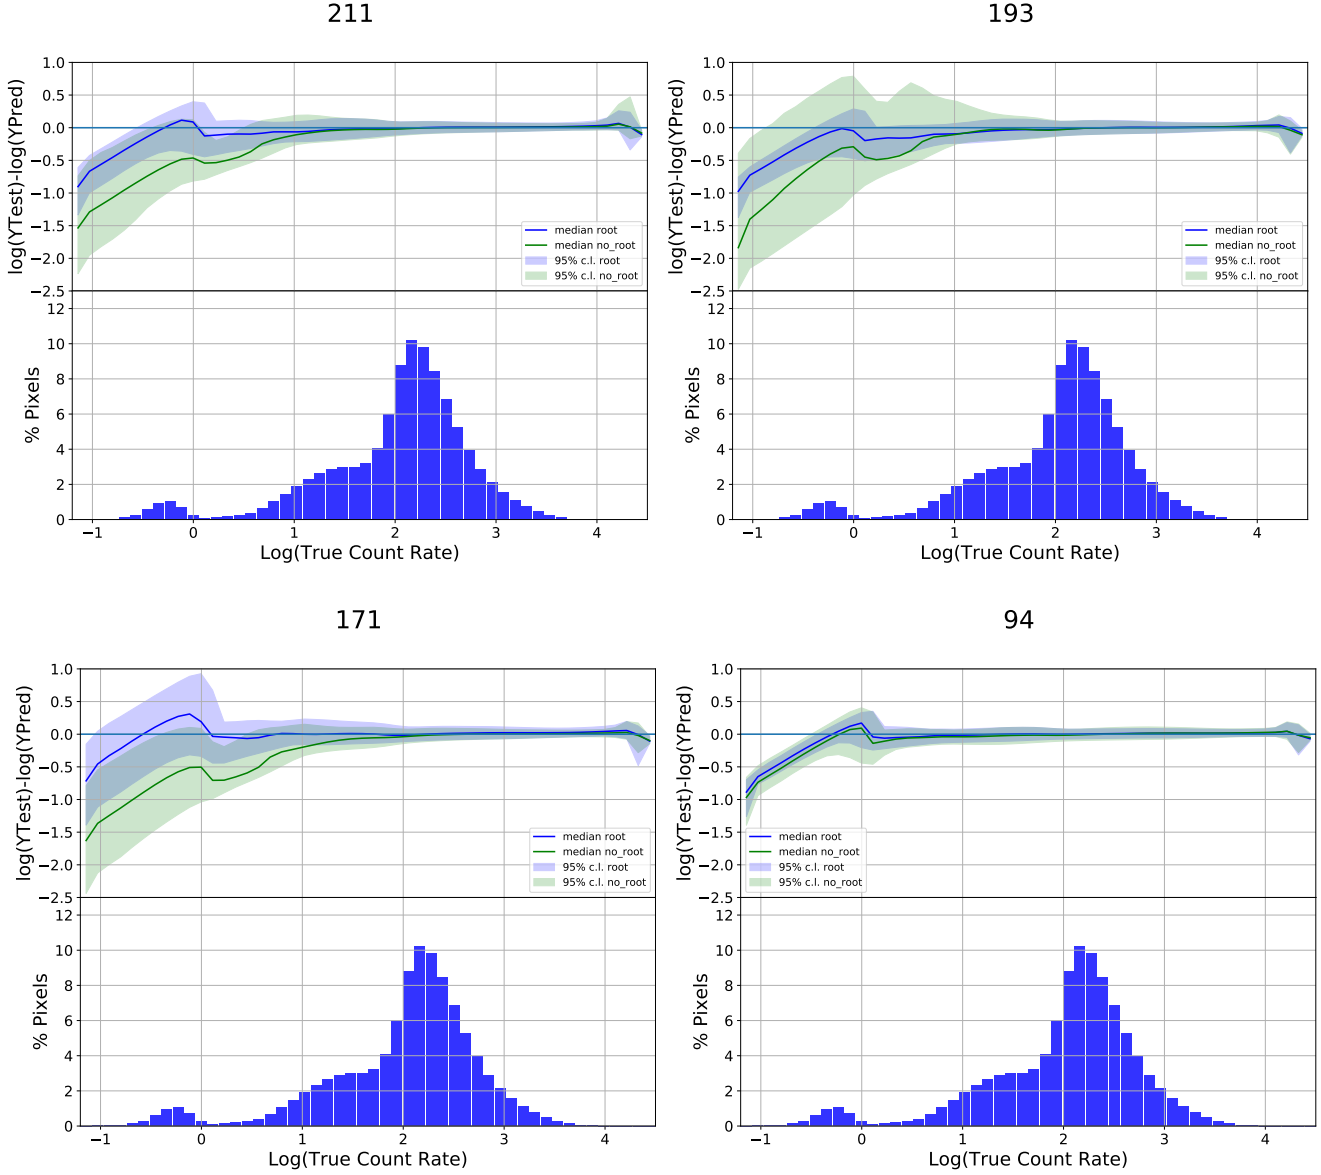 211
1.0
0.5
0.0
−0.5
−1.0
−1.5
−2.0
−2.5
log(YTest)-log(YPred)
median root
median no_root
95% c.l. root
95% c.l. no_root
12
10
8
6
4
2
0
% Pixels
−1 0 1 2 3 4
Log(True Count Rate)
193
1.0
0.5
0.0
−0.5
−1.0
−1.5
−2.0
−2.5
log(YTest)-log(YPred)
median root
median no_root
95% c.l. root
95% c.l. no_root
12
10
8
6
4
2
0
% Pixels
−1 0 1 2 3 4
Log(True Count Rate)
171
1.0
0.5
0.0
−0.5
−1.0
−1.5
−2.0
−2.5
log(YTest)-log(YPred)
median root
median no_root
95% c.l. root
95% c.l. no_root
12
10
8
6
4
2
0
% Pixels
−1 0 1 2 3 4
Log(True Count Rate)
94
1.0
0.5
0.0
−0.5
−1.0
−1.5
−2.0
−2.5
log(YTest)-log(YPred)
median root
median no_root
95% c.l. root
95% c.l. no_root
12
10
8
6
4
2
0
% Pixels
−1 0 1 2 3 4
Log(True Count Rate)